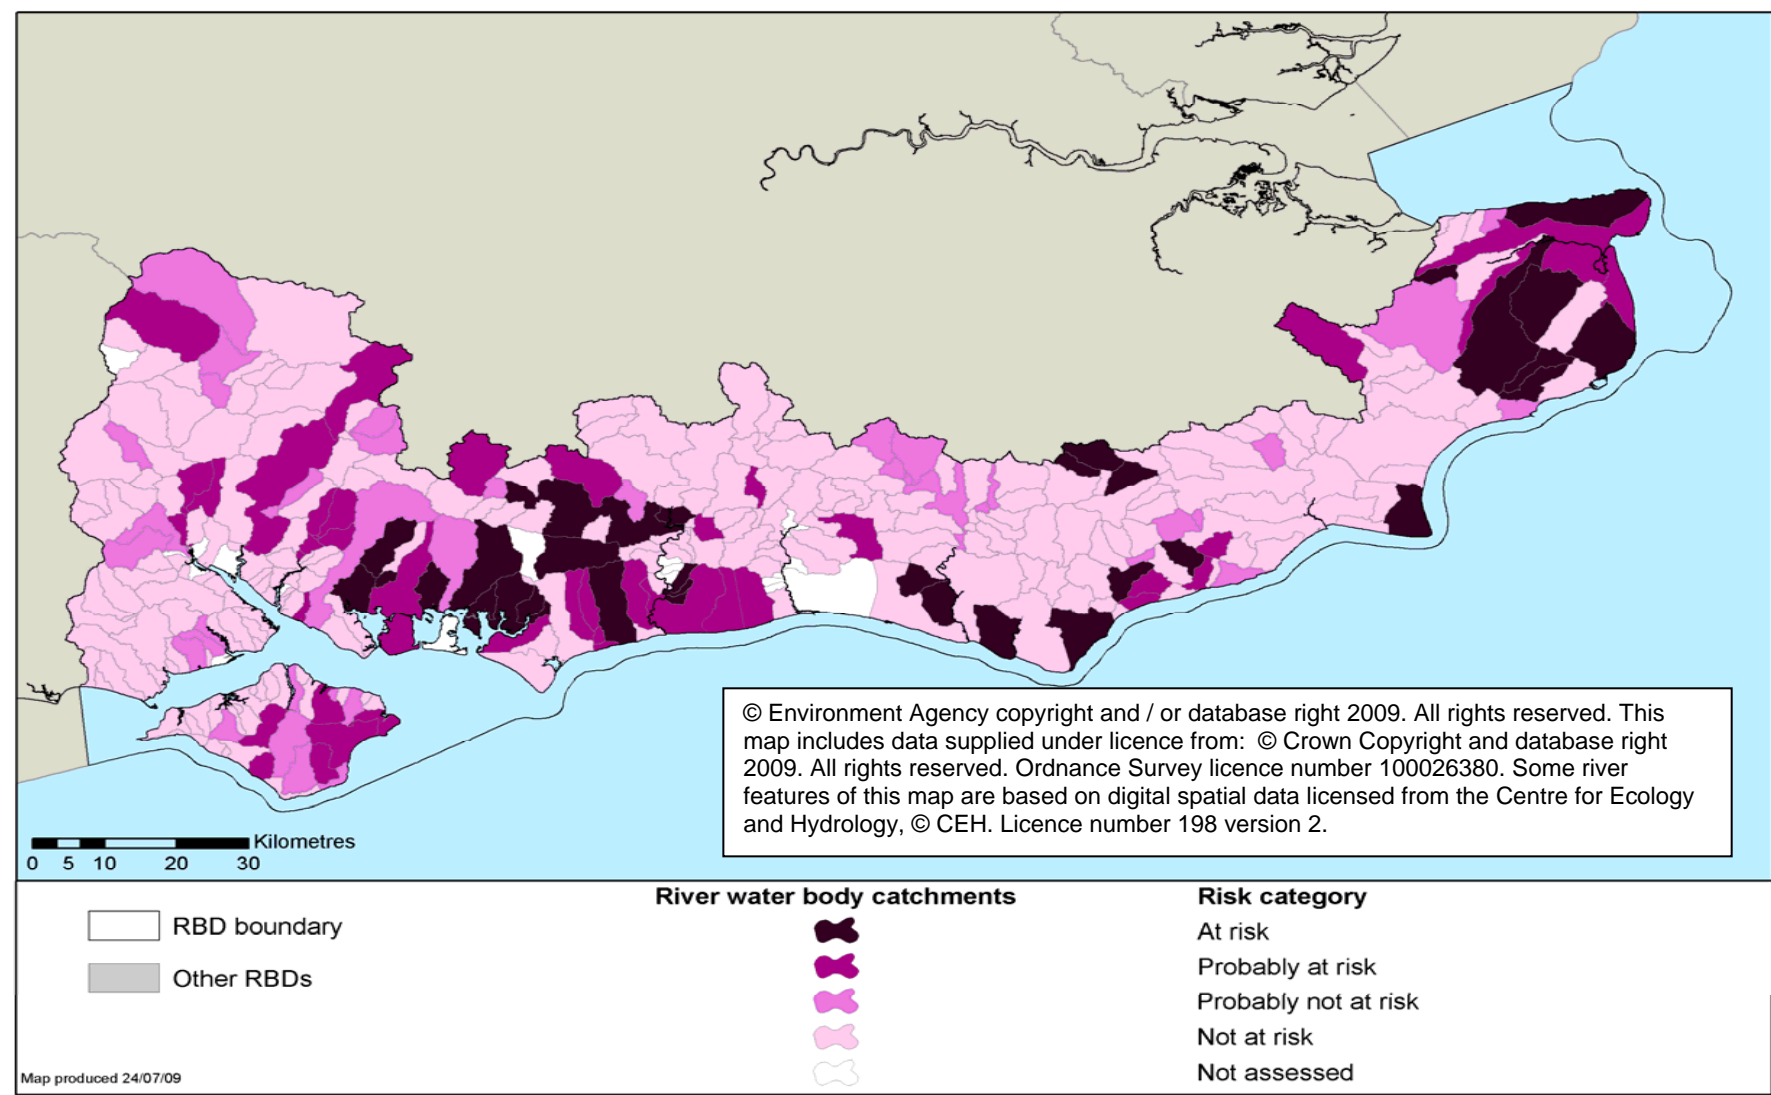 © Environment Agency copyright and / or database right 2009. All rights reserved. This
map includes data supplied under licence from:  © Crown Copyright and database right
2009. All rights reserved. Ordnance Survey licence number 100026380. Some river
features of this map are based on digital spatial data licensed from the Centre for Ecology
and Hydrology, © CEH. Licence number 198 version 2.
Kilometres
0 5 10 20 30
River water body catchments
Risk category
RBD boundary
Other RBDs
At risk
Probably at risk
Probably not at risk
Not at risk
Not assessed
Map produced 24/07/09